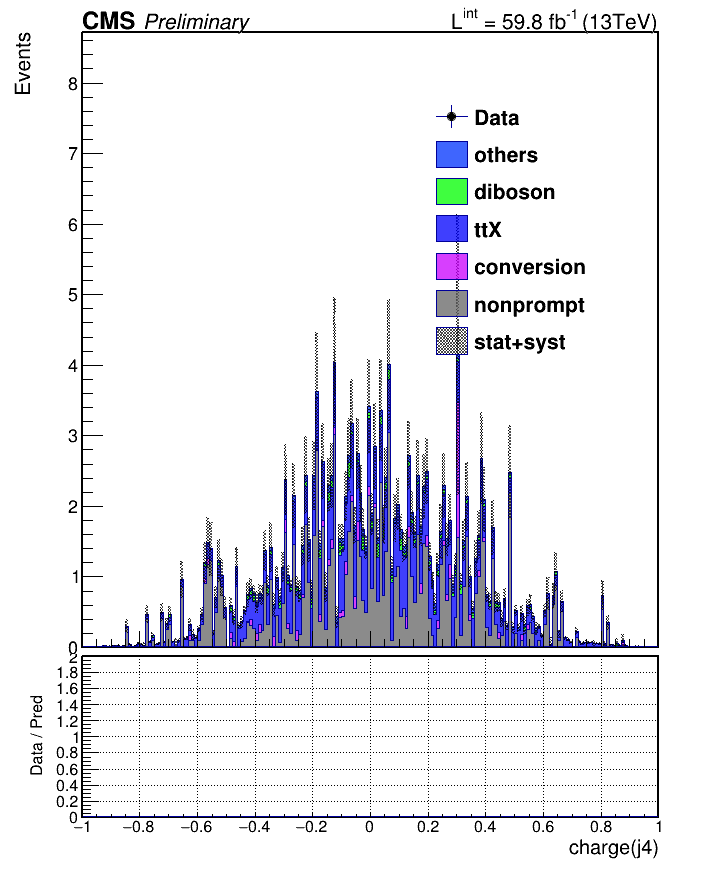 CMS Preliminary
L^int = 59.8 fb^-1 (13TeV)
Events
8
7
6
5
4
3
2
1
0
Data
others
diboson
ttX
conversion
nonprompt
stat+syst
Data / Pred
2
1.8
1.6
1.4
1.2
1
0.8
0.6
0.4
0.2
0
−1 −0.8 −0.6 −0.4 −0.2 0 0.2 0.4 0.6 0.8 1
charge(j4)